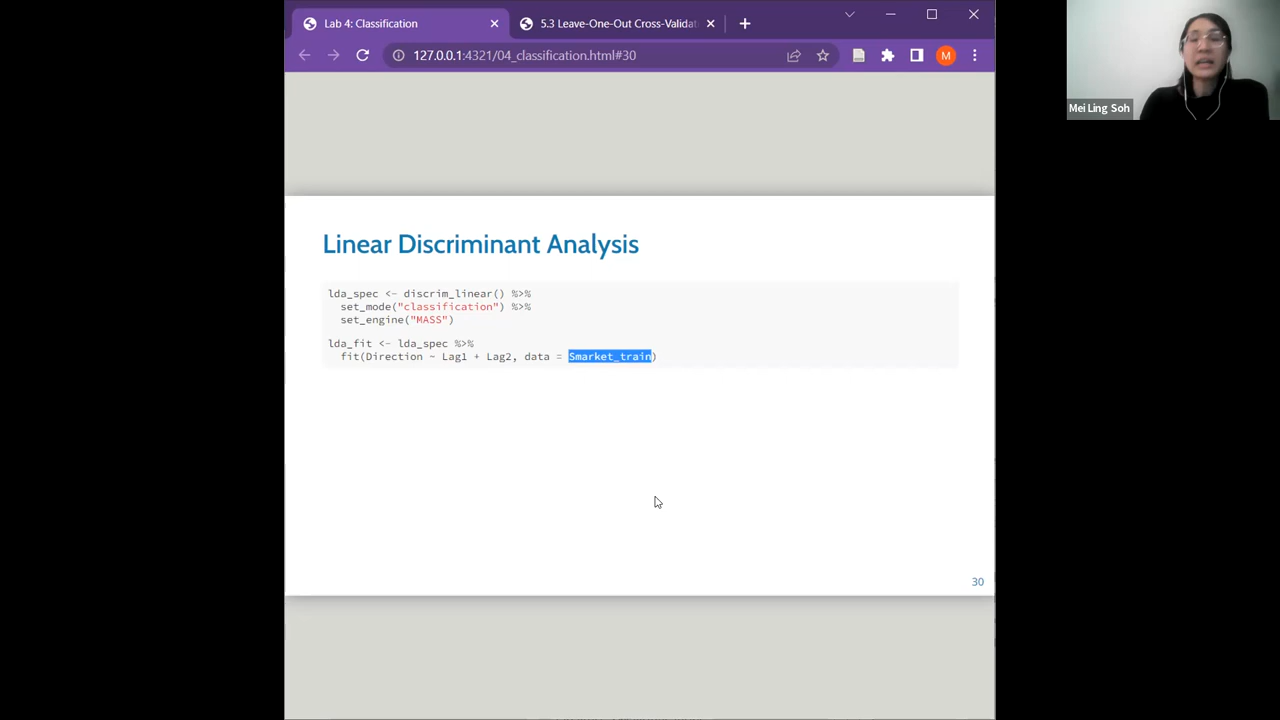 Lab 4: Classification
5.3 Leave-One-Out Cross-Valida
127.0.0.1:4321/04_classification.html#30
M
Mei Ling Soh
Linear Discriminant Analysis
lda_spec <- discrim_linear() %>%
set_mode("classification") %>%
set_engine("MASS")
lda_fit <- lda_spec %>%
fit(Direction ~ Lag1 + Lag2, data = Smarket_train)
30